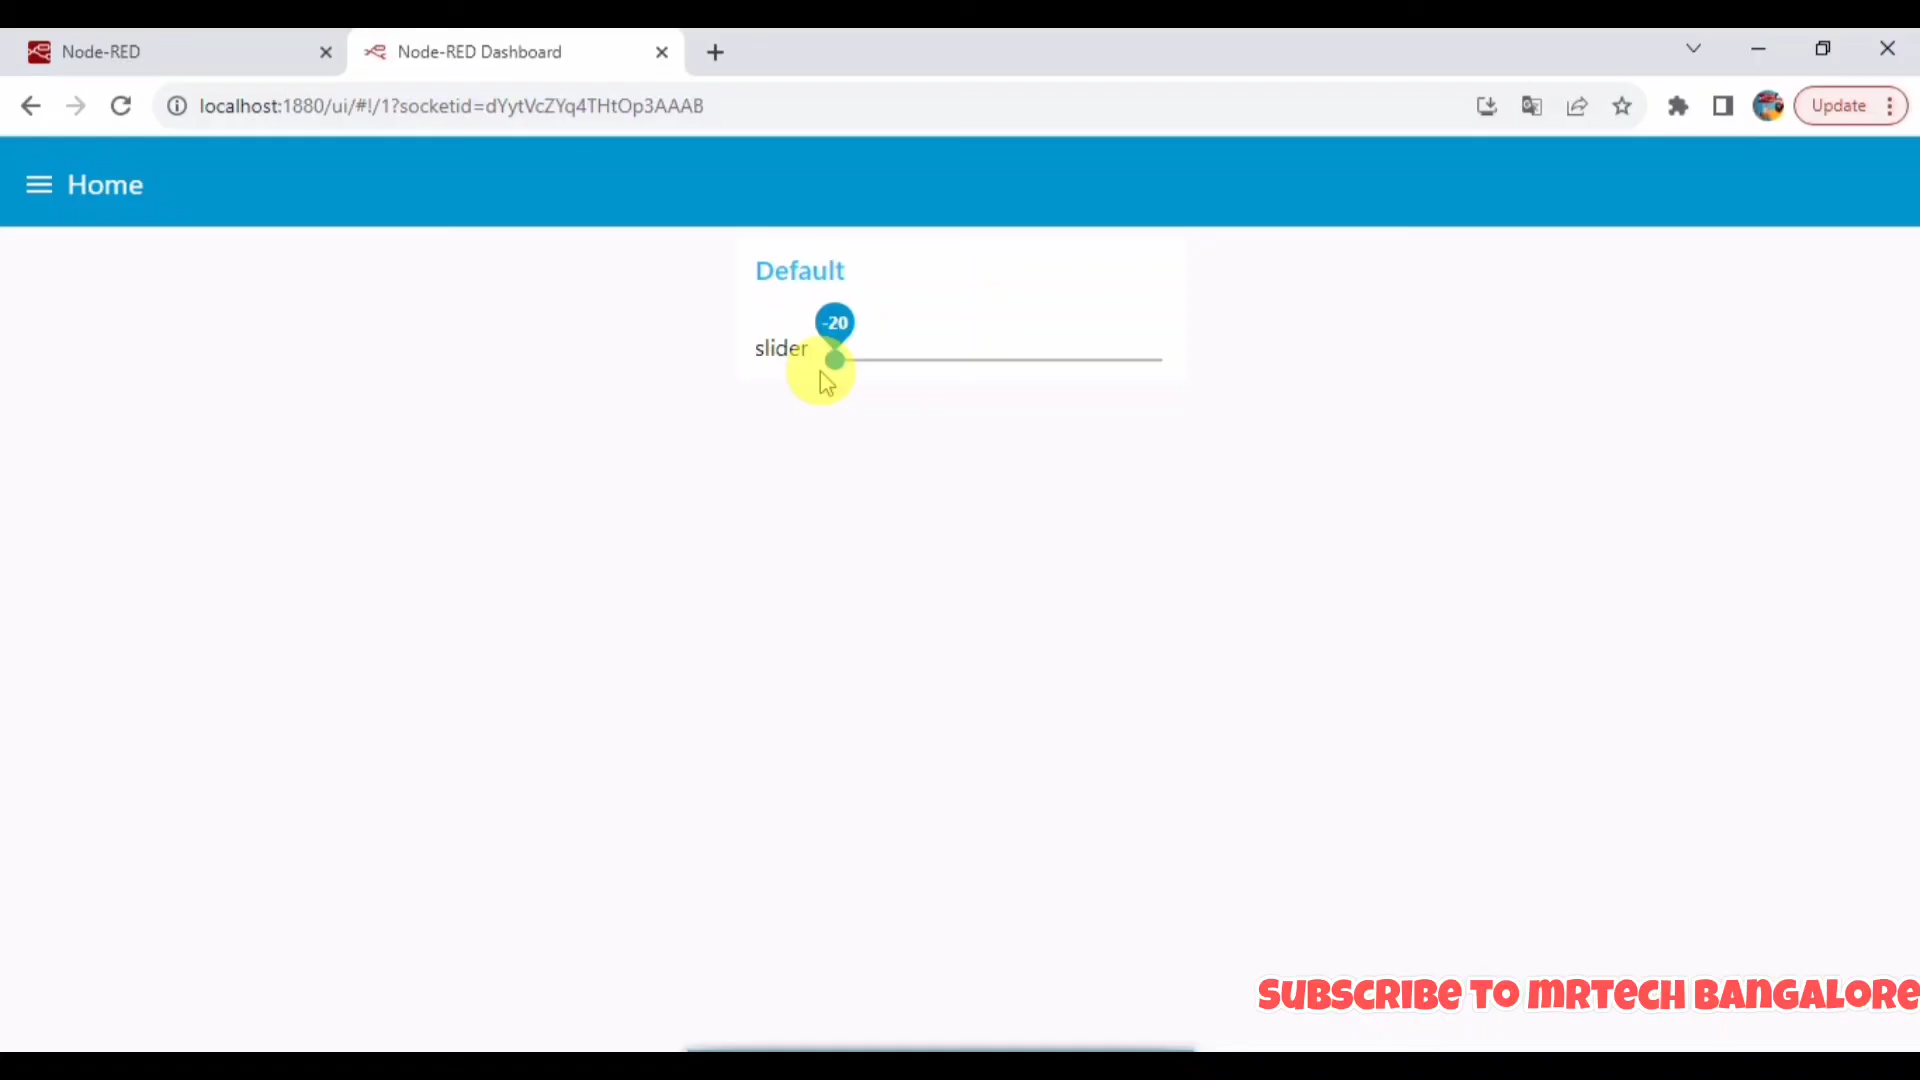 Node-RED
Node-RED Dashboard
localhost:1880/ui/#!/1?socketid=dYytVcZYq4THtOp3AAAB
Update
Home
Default
-20
slider
SUBSCRIBE TO MRTECH BANGALORE